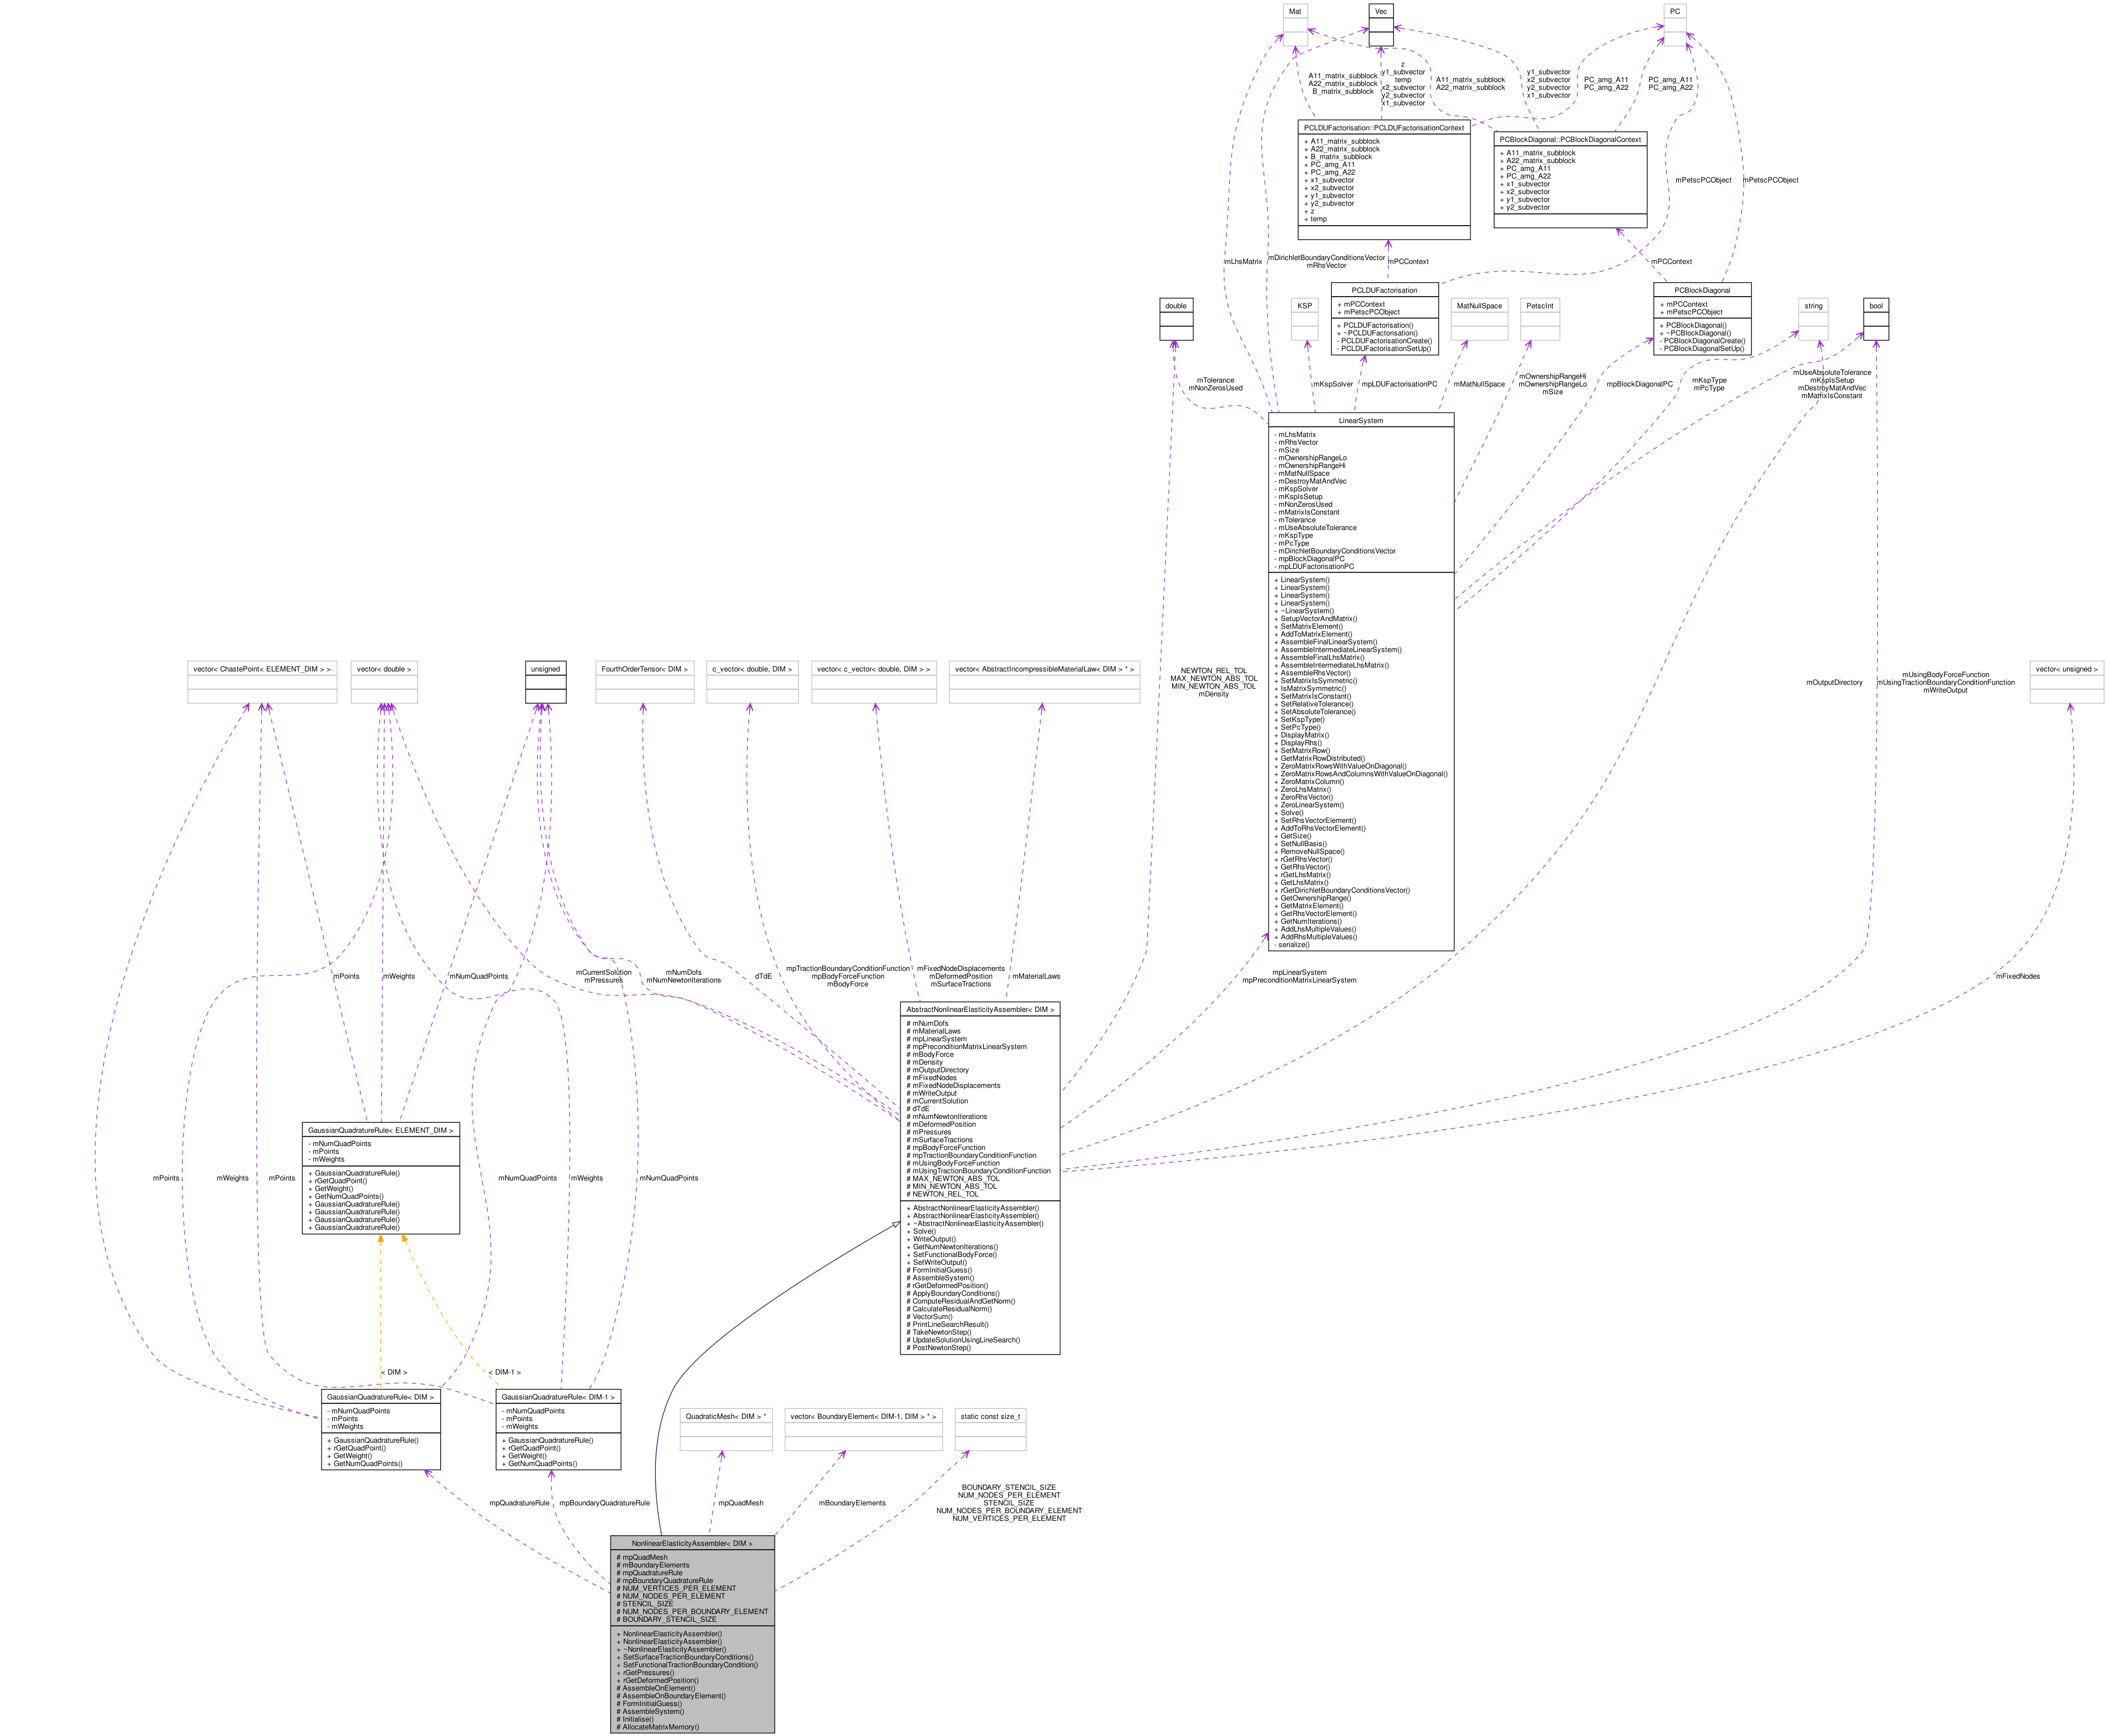 Mat
Vec
PC
A11_matrix_subblock
A22_matrix_subblock
B_matrix_subblock
z
y1_subvector
temp
x2_subvector
y2_subvector
x1_subvector
A11_matrix_subblock
A22_matrix_subblock
y1_subvector
x2_subvector
y2_subvector
x1_subvector
PC_amg_A11
PC_amg_A22
PC_amg_A11
PC_amg_A22
PCLDUFactorisation::PCLDUFactorisationContext
+ A11_matrix_subblock
+ A22_matrix_subblock
+ B_matrix_subblock
+ PC_amg_A11
+ PC_amg_A22
+ x1_subvector
+ x2_subvector
+ y1_subvector
+ y2_subvector
+ z
+ temp
PCBlockDiagonal::PCBlockDiagonalContext
+ A11_matrix_subblock
+ A22_matrix_subblock
+ PC_amg_A11
+ PC_amg_A22
+ x1_subvector
+ x2_subvector
+ y1_subvector
+ y2_subvector
mPetscPCObject
mPetscPCObject
mLhsMatrix
mDirichletBoundaryConditionsVector
mRhsVector
mPCContext
mPCContext
double
KSP
PCLDUFactorisation
+ mPCContext
+ mPetscPCObject
+ PCLDUFactorisation()
+ ~PCLDUFactorisation()
- PCLDUFactorisationCreate()
- PCLDUFactorisationSetUp()
MatNullSpace
PetscInt
PCBlockDiagonal
+ mPCContext
+ mPetscPCObject
+ PCBlockDiagonal()
+ ~PCBlockDiagonal()
- PCBlockDiagonalCreate()
- PCBlockDiagonalSetUp()
string
bool
mTolerance
mNonZerosUsed
mKspSolver
mpLDUFactorisationPC
mMatNullSpace
mOwnershipRangeHi
mOwnershipRangeLo
mSize
mpBlockDiagonalPC
mKspType
mPcType
mUseAbsoluteTolerance
mKspIsSetup
mDestroyMatAndVec
mMatrixIsConstant
LinearSystem
- mLhsMatrix
- mRhsVector
- mSize
- mOwnershipRangeLo
- mOwnershipRangeHi
- mMatNullSpace
- mDestroyMatAndVec
- mKspSolver
- mKspIsSetup
- mNonZerosUsed
- mMatrixIsConstant
- mTolerance
- mUseAbsoluteTolerance
- mKspType
- mPcType
- mDirichletBoundaryConditionsVector
- mpBlockDiagonalPC
- mpLDUFactorisationPC
+ LinearSystem()
+ LinearSystem()
+ LinearSystem()
+ LinearSystem()
+ ~LinearSystem()
+ SetupVectorAndMatrix()
+ SetMatrixElement()
+ AddToMatrixElement()
+ AssembleFinalLinearSystem()
+ AssembleIntermediateLinearSystem()
+ AssembleFinalLhsMatrix()
+ AssembleIntermediateLhsMatrix()
+ AssembleRhsVector()
+ SetMatrixIsSymmetric()
+ IsMatrixSymmetric()
+ SetMatrixIsConstant()
+ SetRelativeTolerance()
+ SetAbsoluteTolerance()
+ SetKspType()
+ SetPcType()
+ DisplayMatrix()
+ DisplayRhs()
+ SetMatrixRow()
+ GetMatrixRowDistributed()
+ ZeroMatrixRowsWithValueOnDiagonal()
+ ZeroMatrixRowsAndColumnsWithValueOnDiagonal()
+ ZeroMatrixColumn()
+ ZeroLhsMatrix()
+ ZeroRhsVector()
+ ZeroLinearSystem()
+ Solve()
+ SetRhsVectorElement()
+ AddToRhsVectorElement()
+ GetSize()
+ SetNullBasis()
+ RemoveNullSpace()
+ rGetRhsVector()
+ GetRhsVector()
+ rGetLhsMatrix()
+ GetLhsMatrix()
+ rGetDirichletBoundaryConditionsVector()
+ GetOwnershipRange()
+ GetMatrixElement()
+ GetRhsVectorElement()
+ GetNumIterations()
+ AddLhsMultipleValues()
+ AddRhsMultipleValues()
- serialize()
vector< ChastePoint< ELEMENT_DIM > >
vector< double >
unsigned
FourthOrderTensor< DIM >
c_vector< double, DIM >
vector< c_vector< double, DIM > >
vector< AbstractIncompressibleMaterialLaw< DIM > * >
vector< unsigned >
NEWTON_REL_TOL
MAX_NEWTON_ABS_TOL
MIN_NEWTON_ABS_TOL
mDensity
mOutputDirectory
mUsingBodyForceFunction
mUsingTractionBoundaryConditionFunction
mWriteOutput
mPoints
mWeights
mNumQuadPoints
mCurrentSolution
mPressures
mNumDofs
mNumNewtonIterations
dTdE
mpTractionBoundaryConditionFunction
mpBodyForceFunction
mBodyForce
mFixedNodeDisplacements
mDeformedPosition
mSurfaceTractions
mMaterialLaws
mpLinearSystem
mpPreconditionMatrixLinearSystem
mFixedNodes
AbstractNonlinearElasticityAssembler< DIM >
# mNumDofs
# mMaterialLaws
# mpLinearSystem
# mpPreconditionMatrixLinearSystem
# mBodyForce
# mDensity
# mOutputDirectory
# mFixedNodes
# mFixedNodeDisplacements
# mWriteOutput
# mCurrentSolution
# dTdE
# mNumNewtonIterations
# mDeformedPosition
# mPressures
# mSurfaceTractions
# mpBodyForceFunction
# mpTractionBoundaryConditionFunction
# mUsingBodyForceFunction
# mUsingTractionBoundaryConditionFunction
# MAX_NEWTON_ABS_TOL
# MIN_NEWTON_ABS_TOL
# NEWTON_REL_TOL
+ AbstractNonlinearElasticityAssembler()
+ AbstractNonlinearElasticityAssembler()
+ ~AbstractNonlinearElasticityAssembler()
+ Solve()
+ WriteOutput()
+ GetNumNewtonIterations()
+ SetFunctionalBodyForce()
+ SetWriteOutput()
# FormInitialGuess()
# AssembleSystem()
# rGetDeformedPosition()
# ApplyBoundaryConditions()
# ComputeResidualAndGetNorm()
# CalculateResidualNorm()
# VectorSum()
# PrintLineSearchResult()
# TakeNewtonStep()
# UpdateSolutionUsingLineSearch()
# PostNewtonStep()
GaussianQuadratureRule< ELEMENT_DIM >
- mNumQuadPoints
- mPoints
- mWeights
+ GaussianQuadratureRule()
+ rGetQuadPoint()
+ GetWeight()
+ GetNumQuadPoints()
+ GaussianQuadratureRule()
+ GaussianQuadratureRule()
+ GaussianQuadratureRule()
+ GaussianQuadratureRule()
mPoints
mWeights
mPoints
mNumQuadPoints
mWeights
mNumQuadPoints
< DIM >
< DIM-1 >
GaussianQuadratureRule< DIM >
- mNumQuadPoints
- mPoints
- mWeights
+ GaussianQuadratureRule()
+ rGetQuadPoint()
+ GetWeight()
+ GetNumQuadPoints()
GaussianQuadratureRule< DIM-1 >
- mNumQuadPoints
- mPoints
- mWeights
+ GaussianQuadratureRule()
+ rGetQuadPoint()
+ GetWeight()
+ GetNumQuadPoints()
QuadraticMesh< DIM > *
vector< BoundaryElement< DIM-1, DIM > * >
static const size_t
mpQuadratureRule
mpBoundaryQuadratureRule
mpQuadMesh
mBoundaryElements
BOUNDARY_STENCIL_SIZE
NUM_NODES_PER_ELEMENT
STENCIL_SIZE
NUM_NODES_PER_BOUNDARY_ELEMENT
NUM_VERTICES_PER_ELEMENT
NonlinearElasticityAssembler< DIM >
# mpQuadMesh
# mBoundaryElements
# mpQuadratureRule
# mpBoundaryQuadratureRule
# NUM_VERTICES_PER_ELEMENT
# NUM_NODES_PER_ELEMENT
# STENCIL_SIZE
# NUM_NODES_PER_BOUNDARY_ELEMENT
# BOUNDARY_STENCIL_SIZE
+ NonlinearElasticityAssembler()
+ NonlinearElasticityAssembler()
+ ~NonlinearElasticityAssembler()
+ SetSurfaceTractionBoundaryConditions()
+ SetFunctionalTractionBoundaryCondition()
+ rGetPressures()
+ rGetDeformedPosition()
# AssembleOnElement()
# AssembleOnBoundaryElement()
# FormInitialGuess()
# AssembleSystem()
# Initialise()
# AllocateMatrixMemory()